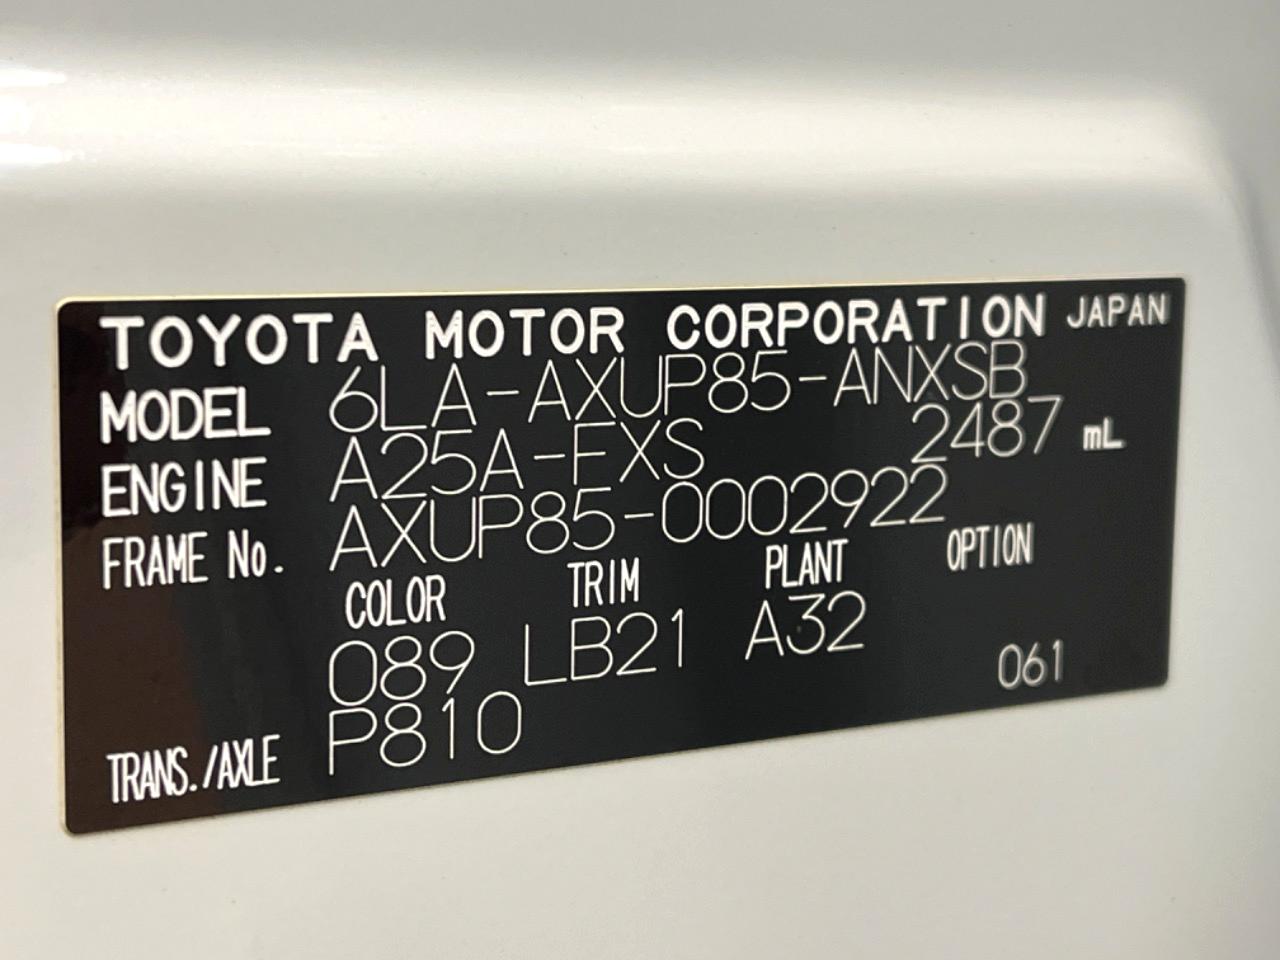 TOYOTA MOTOR CORPORATION JAPAN
MODEL 6LA-AXUP85-ANXSB
ENGINE A25A-FXS 2487 mL
FRAME No. AXUP85-0002922
COLOR TRIM PLANT OPTION
089 LB21 A32
TRANS./AXLE P810 061